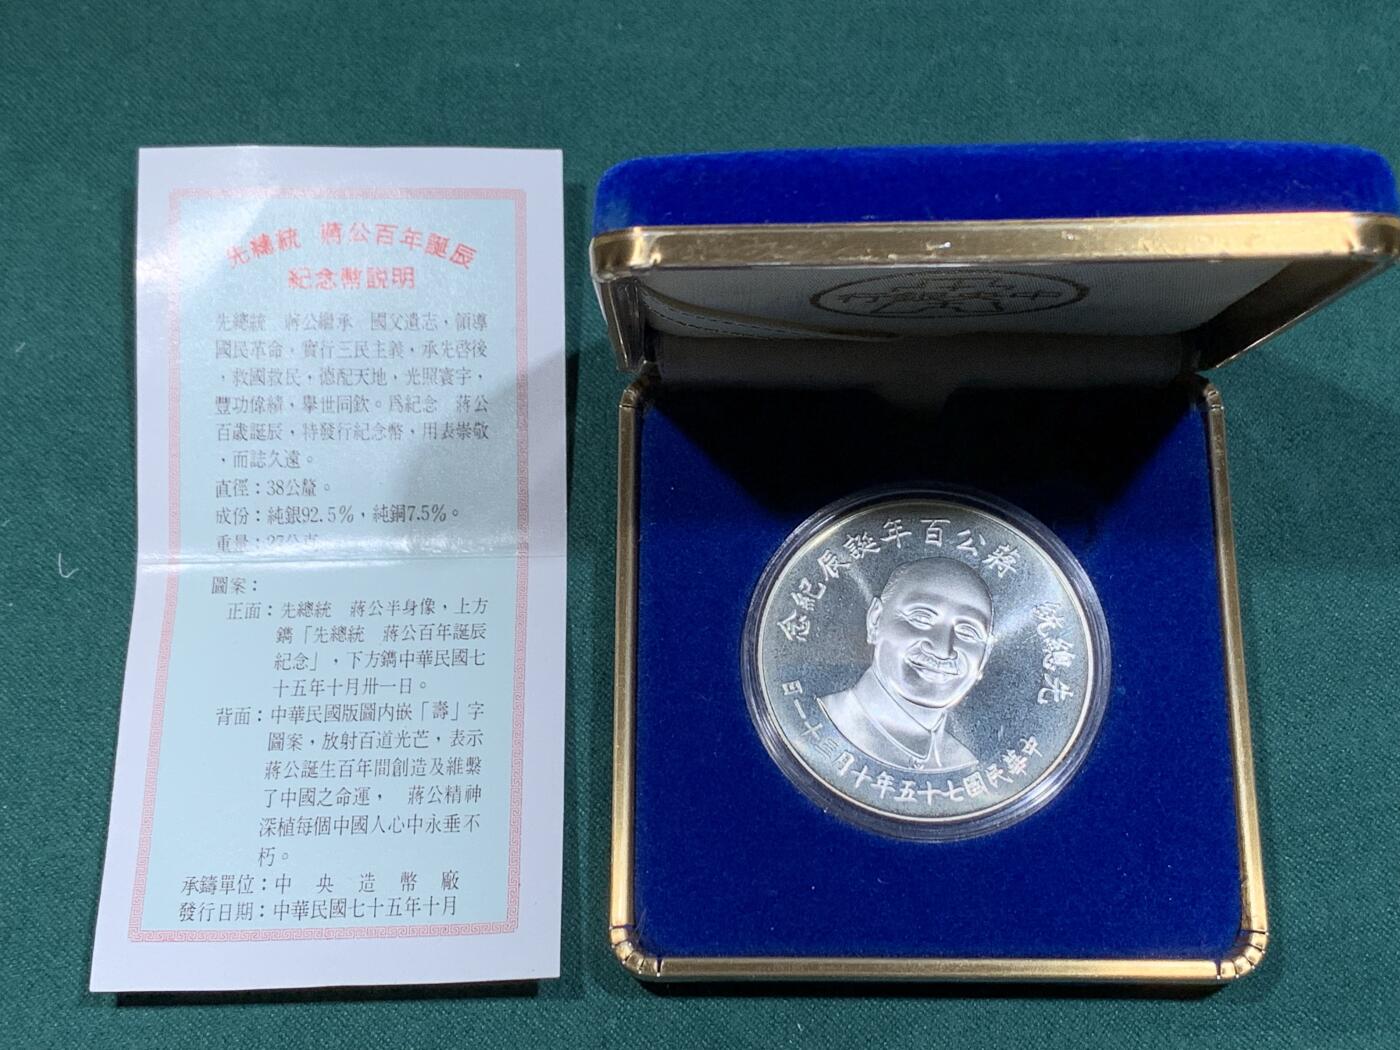 先總統 蔣公百年誕辰
紀念幣説明
先總統 蔣公繼承 國父遺志，領導
國民革命，實行三民主義，承先啓後
，救國救民，德配天地，光照寰宇，
豐功偉績，舉世同欽。爲紀念 蔣公
百歲誕辰，特發行紀念幣，用表崇敬
，而誌久遠。
直徑：38公釐。
成份：純銀92.5%，純銅7.5%。
重量：27公克
圖案：
正面：先總統 蔣公半身像，上方
鐫「先總統 蔣公百年誕辰
紀念」，下方鐫中華民國七
十五年十月卅一日。
背面：中華民國版圖內嵌「壽」字
圖案，放射百道光芒，表示
蔣公誕生百年間創造及維繫
了中國之命運， 蔣公精神
深植每個中國人心中永垂不
朽。
承鑄單位：中央造幣廠
發行日期：中華民國七十五年十月
先總統 蔣公百年誕辰紀念
中華民國七十五年十月三十一日